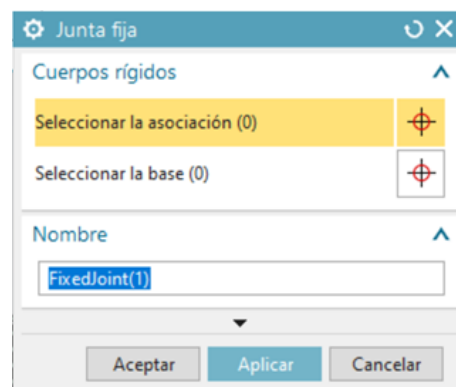 Junta fija
Cuerpos rígidos
Seleccionar la asociación (0)
Seleccionar la base (0)
Nombre
FixedJoint(1)
Aceptar Aplicar Cancelar